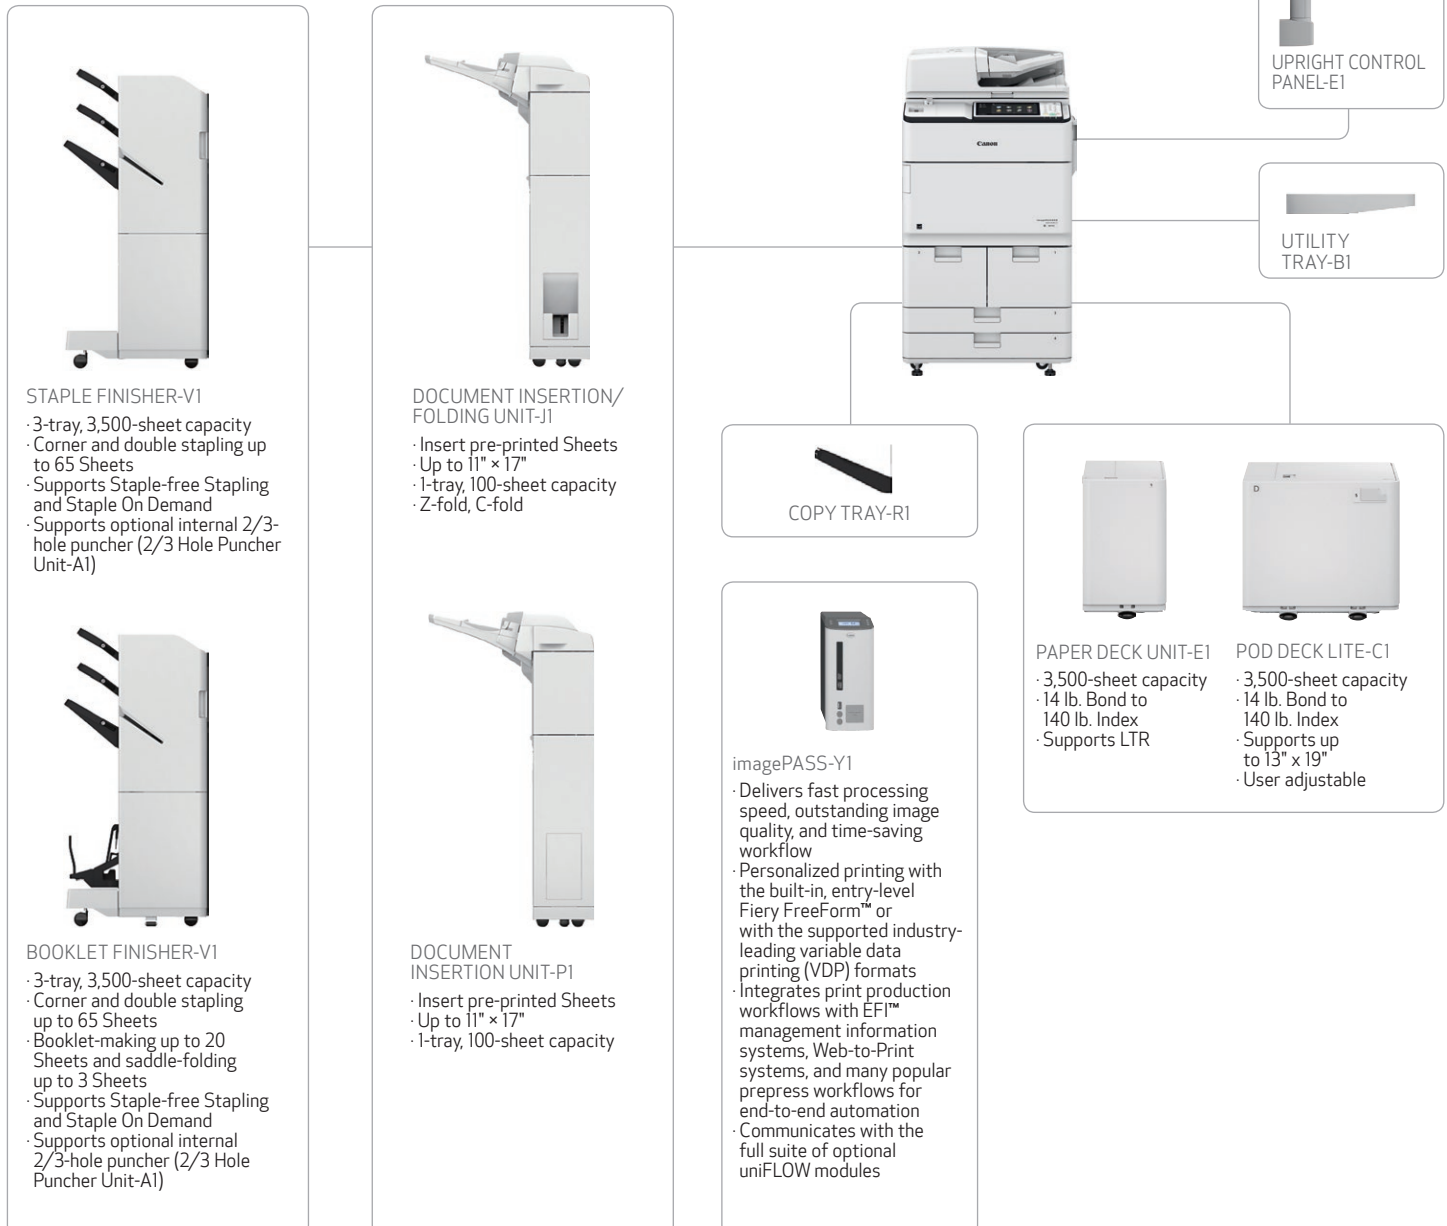 STAPLE FINISHER-V1
· 3-tray, 3,500-sheet capacity
· Corner and double stapling up
to 65 Sheets
· Supports Staple-free Stapling
and Staple On Demand
· Supports optional internal 2/3-
hole puncher (2/3 Hole Puncher
Unit-A1)
BOOKLET FINISHER-V1
· 3-tray, 3,500-sheet capacity
· Corner and double stapling
up to 65 Sheets
· Booklet-making up to 20
Sheets and saddle-folding
up to 3 Sheets
· Supports Staple-free Stapling
and Staple On Demand
· Supports optional internal
2/3-hole puncher (2/3 Hole
Puncher Unit-A1)
DOCUMENT INSERTION/
FOLDING UNIT-J1
· Insert pre-printed Sheets
· Up to 11" × 17"
· 1-tray, 100-sheet capacity
· Z-fold, C-fold
DOCUMENT
INSERTION UNIT-P1
· Insert pre-printed Sheets
· Up to 11" × 17"
· 1-tray, 100-sheet capacity
Canon
UPRIGHT CONTROL
PANEL-E1
UTILITY
TRAY-B1
COPY TRAY-R1
imagePASS-Y1
· Delivers fast processing
speed, outstanding image
quality, and time-saving
workflow
· Personalized printing with
the built-in, entry-level
Fiery FreeForm™ or
with the supported industry-
leading variable data
printing (VDP) formats
· Integrates print production
workflows with EFI™
management information
systems, Web-to-Print
systems, and many popular
prepress workflows for
end-to-end automation
· Communicates with the
full suite of optional
uniFLOW modules
PAPER DECK UNIT-E1
· 3,500-sheet capacity
· 14 lb. Bond to
140 lb. Index
· Supports LTR
D
POD DECK LITE-C1
· 3,500-sheet capacity
· 14 lb. Bond to
140 lb. Index
· Supports up
to 13" x 19"
· User adjustable